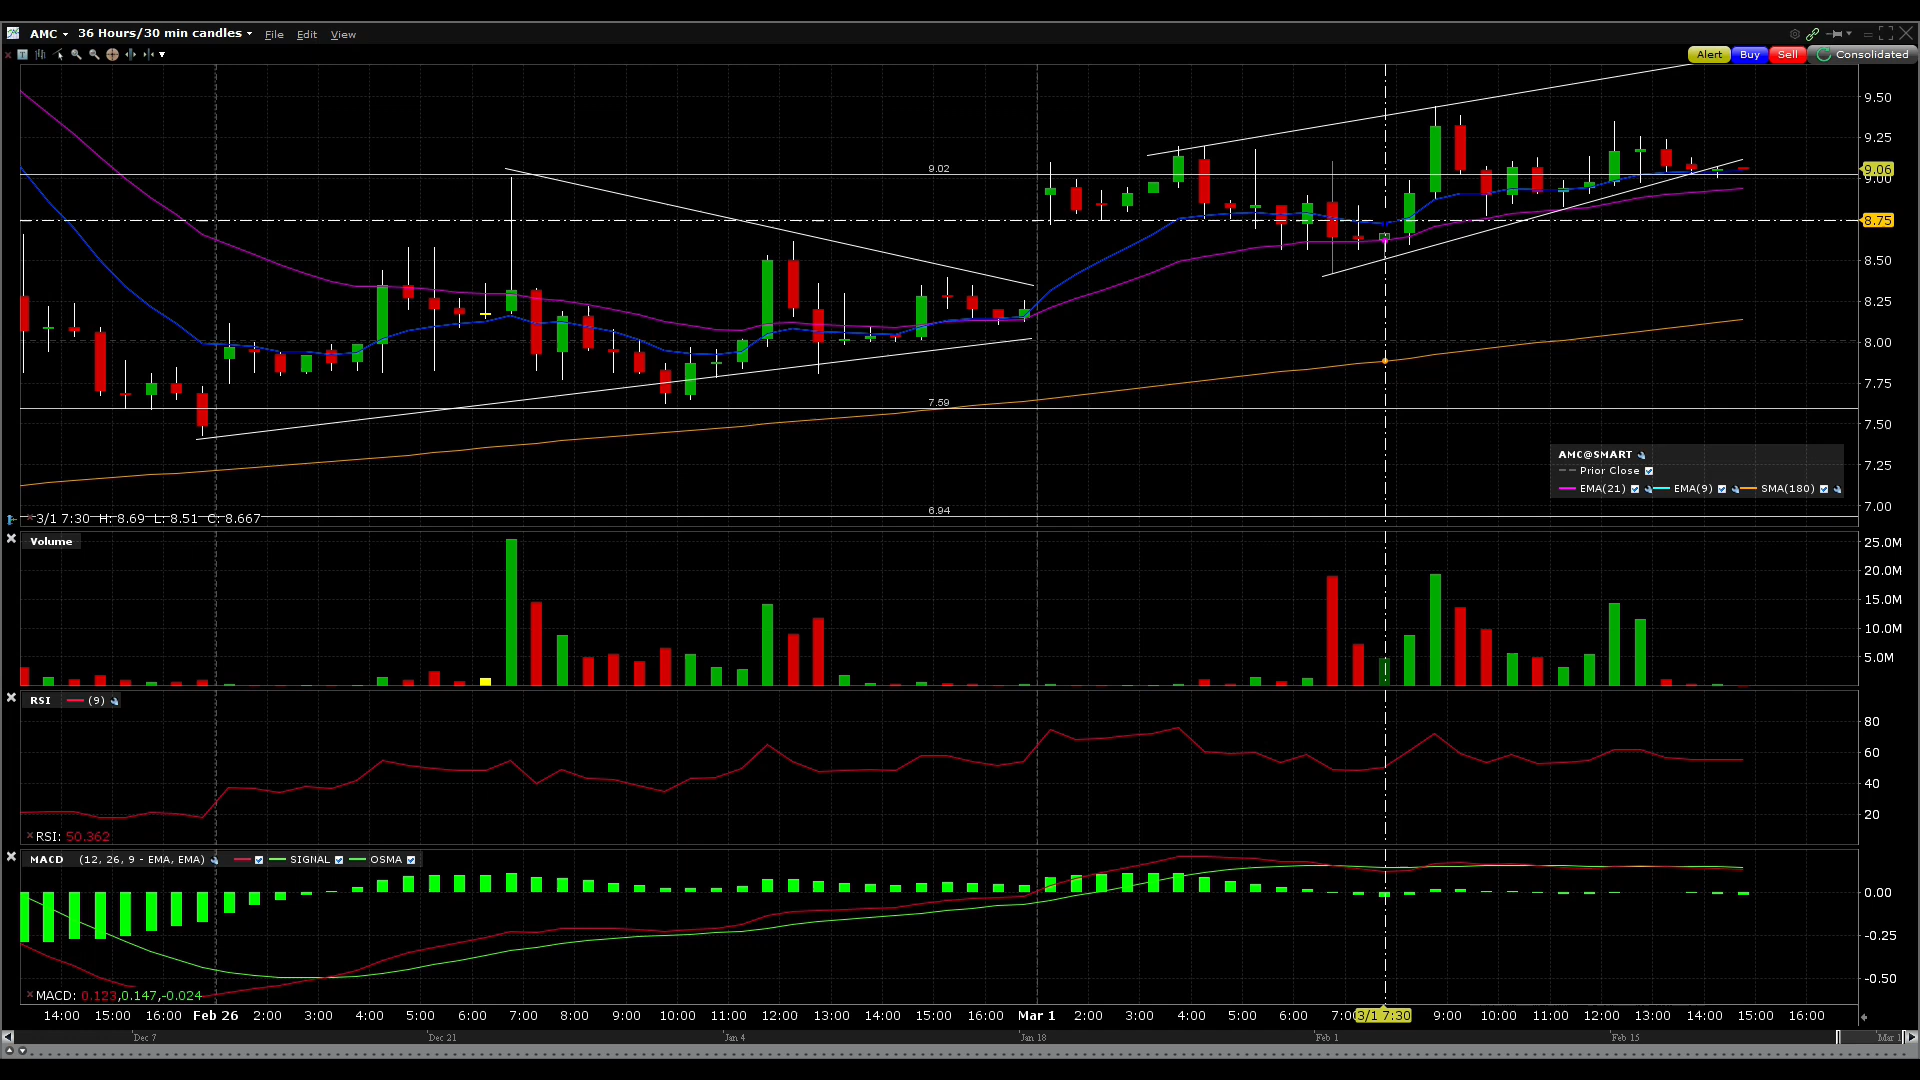 AMC 36 Hours/30 min candles File Edit View
Alert Buy Sell Consolidated
9.50
9.25
9.02
9.06
9.00
8.75
8.50
8.25
8.00
7.75
7.59
7.50
AMC@SMART
7.25
Prior Close
EMA(21) EMA(9) SMA(180)
7.00
6.94
3/1 7:30 H: 8.69 L: 8.51 C: 8.667
Volume
25.0M
20.0M
15.0M
10.0M
5.0M
RSI (9)
80
60
40
20
RSI: 50.362
MACD (12, 26, 9 - EMA, EMA) SIGNAL OSMA
0.00
-0.25
-0.50
MACD: 0.123,0.147,-0.024
14:00 15:00 16:00 Feb 26 2:00 3:00 4:00 5:00 6:00 7:00 8:00 9:00 10:00 11:00 12:00 13:00 14:00 15:00 16:00 Mar 1 2:00 3:00 4:00 5:00 6:00 7:00 3/1 7:30 9:00 10:00 11:00 12:00 13:00 14:00 15:00 16:00
Dec 7 Dec 21 Jan 4 Jan 18 Feb 1 Feb 15 Mar 1